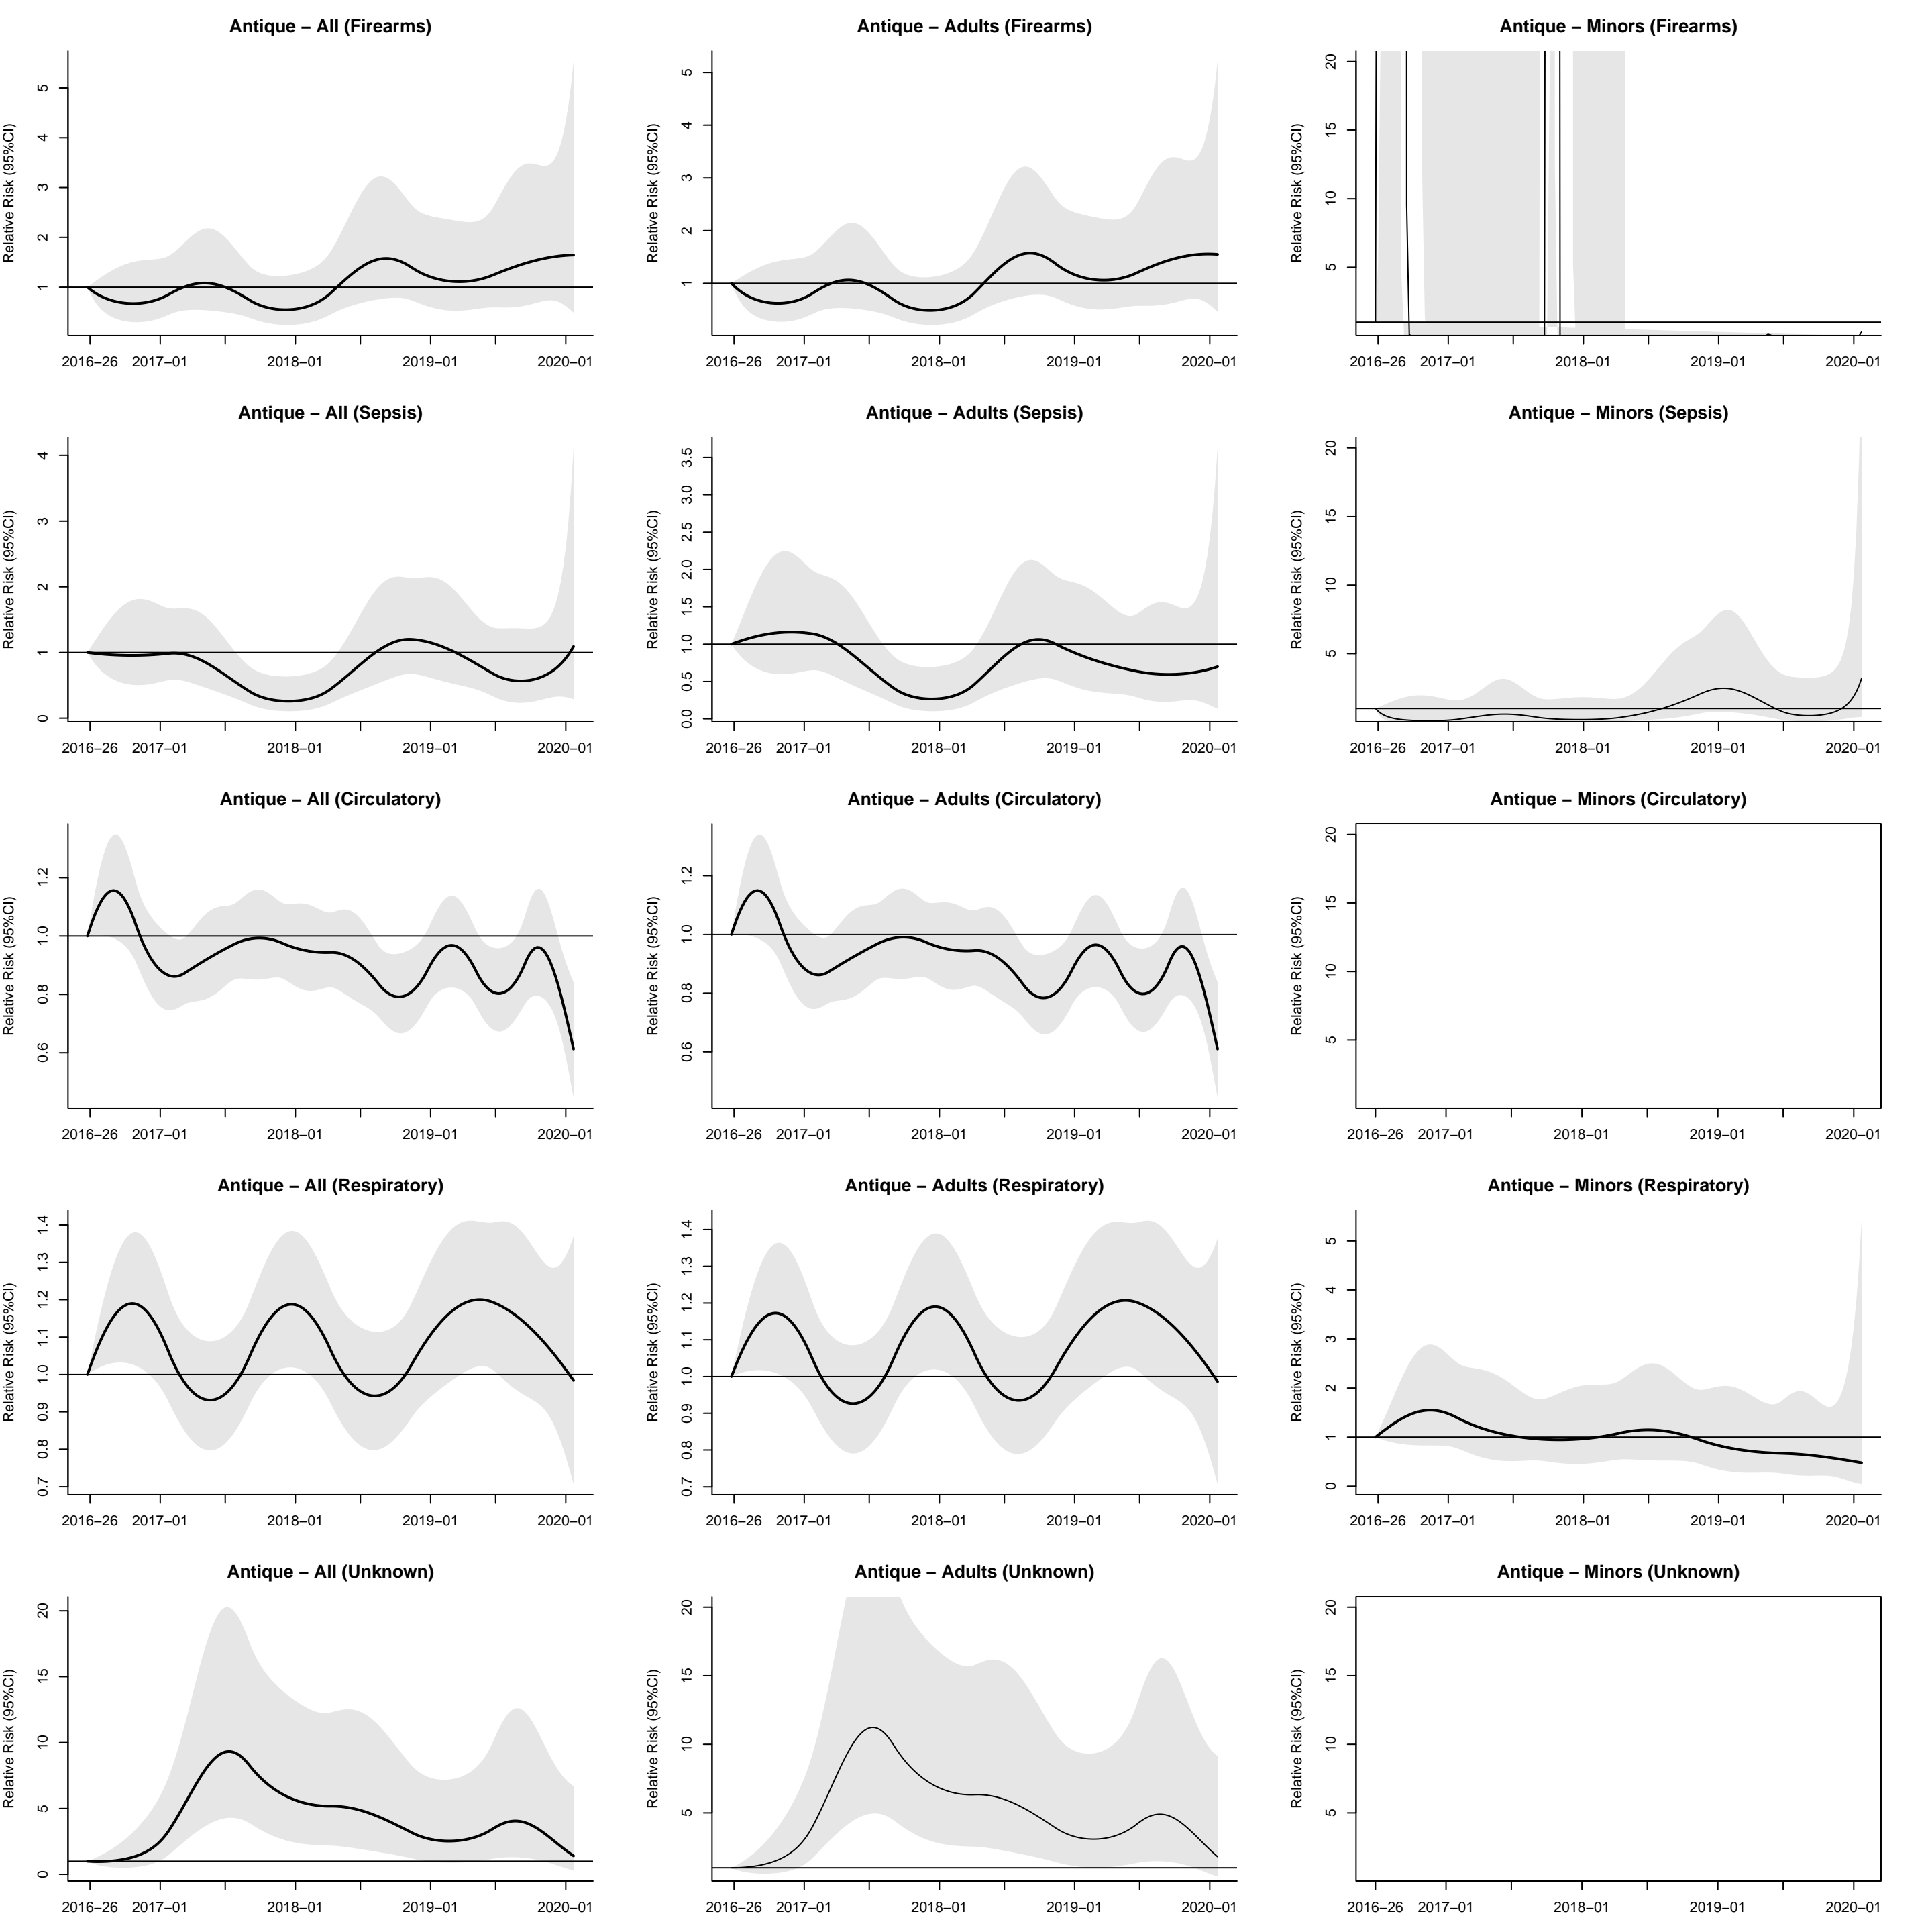 Antique – All (Firearms)
Relative Risk (95%CI)
1 2 3 4 5
2016–26 2017–01 2018–01 2019–01 2020–01
Antique – Adults (Firearms)
Relative Risk (95%CI)
1 2 3 4 5
2016–26 2017–01 2018–01 2019–01 2020–01
Antique – Minors (Firearms)
Relative Risk (95%CI)
5 10 15 20
2016–26 2017–01 2018–01 2019–01 2020–01
Antique – All (Sepsis)
Relative Risk (95%CI)
0 1 2 3 4
2016–26 2017–01 2018–01 2019–01 2020–01
Antique – Adults (Sepsis)
Relative Risk (95%CI)
0.0 0.5 1.0 1.5 2.0 2.5 3.0 3.5
2016–26 2017–01 2018–01 2019–01 2020–01
Antique – Minors (Sepsis)
Relative Risk (95%CI)
5 10 15 20
2016–26 2017–01 2018–01 2019–01 2020–01
Antique – All (Circulatory)
Relative Risk (95%CI)
0.6 0.8 1.0 1.2
2016–26 2017–01 2018–01 2019–01 2020–01
Antique – Adults (Circulatory)
Relative Risk (95%CI)
0.6 0.8 1.0 1.2
2016–26 2017–01 2018–01 2019–01 2020–01
Antique – Minors (Circulatory)
Relative Risk (95%CI)
5 10 15 20
2016–26 2017–01 2018–01 2019–01 2020–01
Antique – All (Respiratory)
Relative Risk (95%CI)
0.7 0.8 0.9 1.0 1.1 1.2 1.3 1.4
2016–26 2017–01 2018–01 2019–01 2020–01
Antique – Adults (Respiratory)
Relative Risk (95%CI)
0.7 0.8 0.9 1.0 1.1 1.2 1.3 1.4
2016–26 2017–01 2018–01 2019–01 2020–01
Antique – Minors (Respiratory)
Relative Risk (95%CI)
0 1 2 3 4 5
2016–26 2017–01 2018–01 2019–01 2020–01
Antique – All (Unknown)
Relative Risk (95%CI)
0 5 10 15 20
2016–26 2017–01 2018–01 2019–01 2020–01
Antique – Adults (Unknown)
Relative Risk (95%CI)
5 10 15 20
2016–26 2017–01 2018–01 2019–01 2020–01
Antique – Minors (Unknown)
Relative Risk (95%CI)
5 10 15 20
2016–26 2017–01 2018–01 2019–01 2020–01